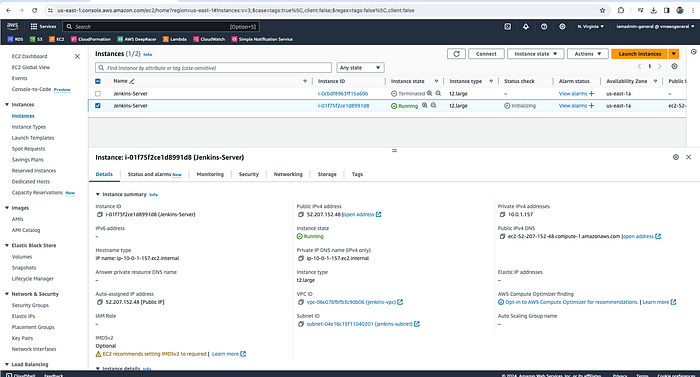 us-east-1.console.aws.amazon.com/ec2/home?region=us-east-1#Instances:v=3;$case=tags:true%5C,client:false;$regex=tags:false%5C,client:false
aws Services Search [Option+S] N. Virginia iamadmin-general @ vmawsgeneral
RDS S3 EC2 CloudFormation AWS DeepRacer Lambda CloudWatch Simple Notification Service
EC2 Dashboard
EC2 Global View
Events
Console-to-Code Preview
Instances
Instances
Instance Types
Launch Templates
Spot Requests
Savings Plans
Reserved Instances
Dedicated Hosts
Capacity Reservations New
Images
AMIs
AMI Catalog
Elastic Block Store
Volumes
Snapshots
Lifecycle Manager
Network & Security
Security Groups
Elastic IPs
Placement Groups
Key Pairs
Network Interfaces
Load Balancing
Instances (1/2) Info
Connect Instance state Actions Launch instances
Find Instance by attribute or tag (case-sensitive) Any state
1
Name Instance ID Instance state Instance type Status check Alarm status Availability Zone Public I
Jenkins-Server i-0cbdf8963ff15a60b Terminated t2.large – View alarms + us-east-1a –
Jenkins-Server i-01f75f2ce1d8991d8 Running t2.large Initializing View alarms + us-east-1a ec2-52-
Instance: i-01f75f2ce1d8991d8 (Jenkins-Server)
Details Status and alarms New Monitoring Security Networking Storage Tags
Instance summary Info
Instance ID Public IPv4 address Private IPv4 addresses
i-01f75f2ce1d8991d8 (Jenkins-Server) 52.207.152.48 |open address 10.0.1.157
IPv6 address Instance state Public IPv4 DNS
– Running ec2-52-207-152-48.compute-1.amazonaws.com |open address
Hostname type Private IP DNS name (IPv4 only)
IP name: ip-10-0-1-157.ec2.internal ip-10-0-1-157.ec2.internal
Answer private resource DNS name Instance type Elastic IP addresses
– t2.large –
Auto-assigned IP address VPC ID AWS Compute Optimizer finding
52.207.152.48 [Public IP] vpc-06c07bfbfb3c9db06 (jenkins-vpc) Opt-in to AWS Compute Optimizer for recommendations. | Learn more
IAM Role Subnet ID Auto Scaling Group name
– subnet-04e16c15f11040201 (jenkins-subnet) –
IMDSv2
Optional
EC2 recommends setting IMDSv2 to required | Learn more
Instance details Info
CloudShell Feedback © 2024, Amazon Web Services, Inc. or its affiliates. Privacy Terms Cookie preferences